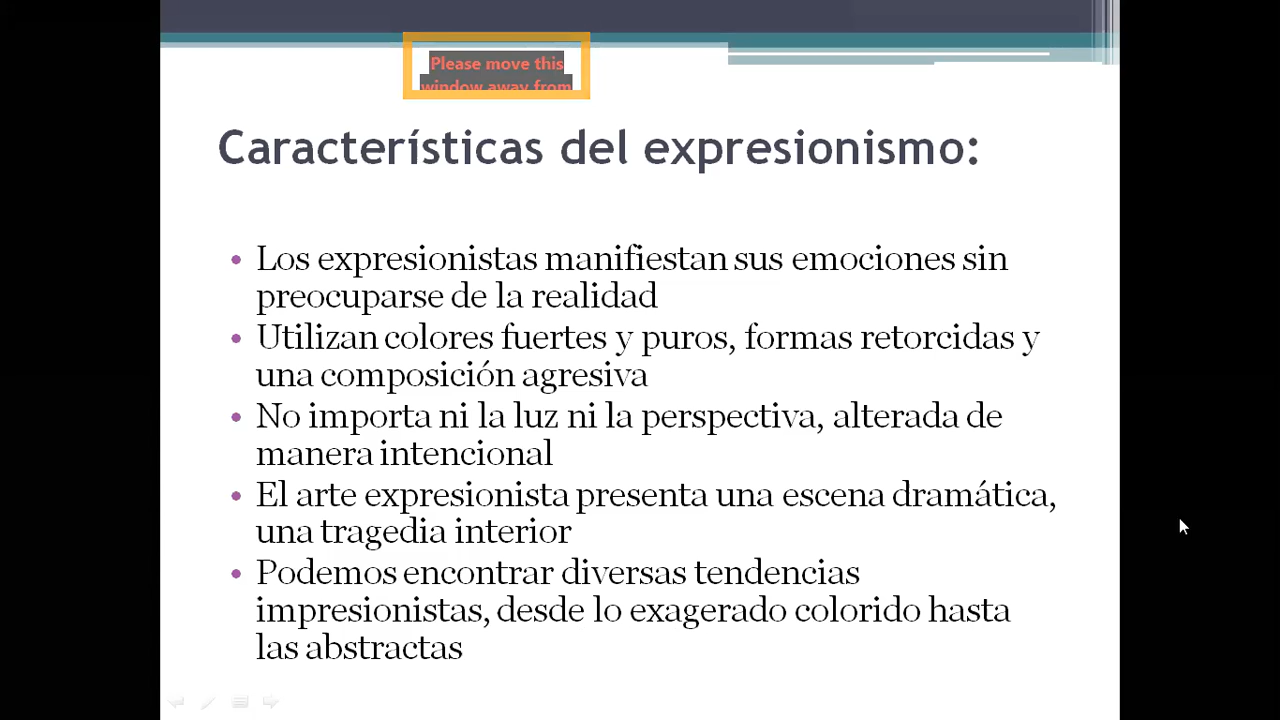 Please move this
window away from
Características del expresionismo:
• Los expresionistas manifiestan sus emociones sin
preocuparse de la realidad
• Utilizan colores fuertes y puros, formas retorcidas y
una composición agresiva
• No importa ni la luz ni la perspectiva, alterada de
manera intencional
• El arte expresionista presenta una escena dramática,
una tragedia interior
• Podemos encontrar diversas tendencias
impresionistas, desde lo exagerado colorido hasta
las abstractas